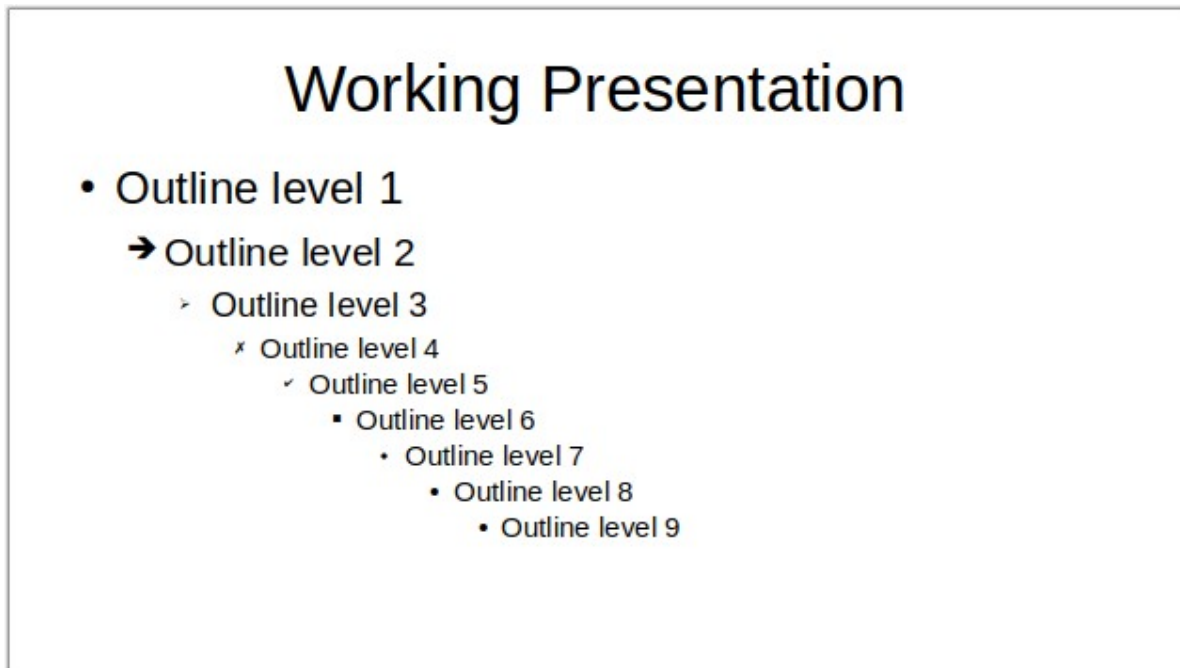 Working Presentation
• Outline level 1
➔ Outline level 2
➢ Outline level 3
✗ Outline level 4
✔ Outline level 5
▪ Outline level 6
⬥ Outline level 7
• Outline level 8
• Outline level 9